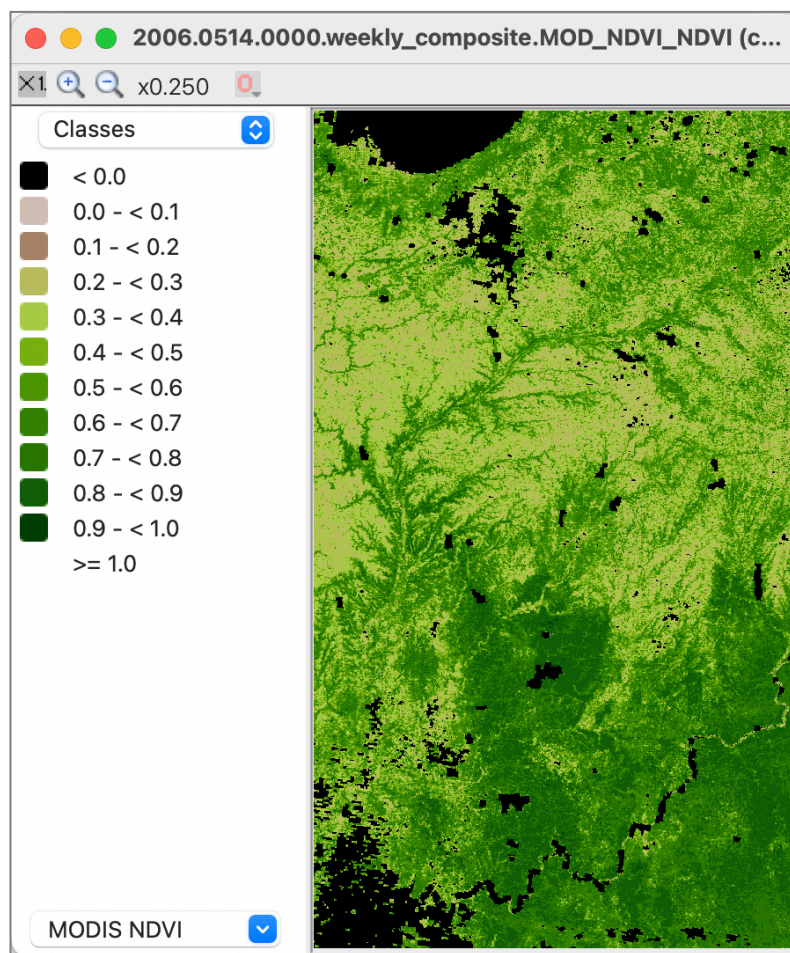 2006.0514.0000.weekly_composite.MOD_NDVI_NDVI (c...
×1. x0.250
Classes
< 0.0
0.0 - < 0.1
0.1 - < 0.2
0.2 - < 0.3
0.3 - < 0.4
0.4 - < 0.5
0.5 - < 0.6
0.6 - < 0.7
0.7 - < 0.8
0.8 - < 0.9
0.9 - < 1.0
>= 1.0
MODIS NDVI